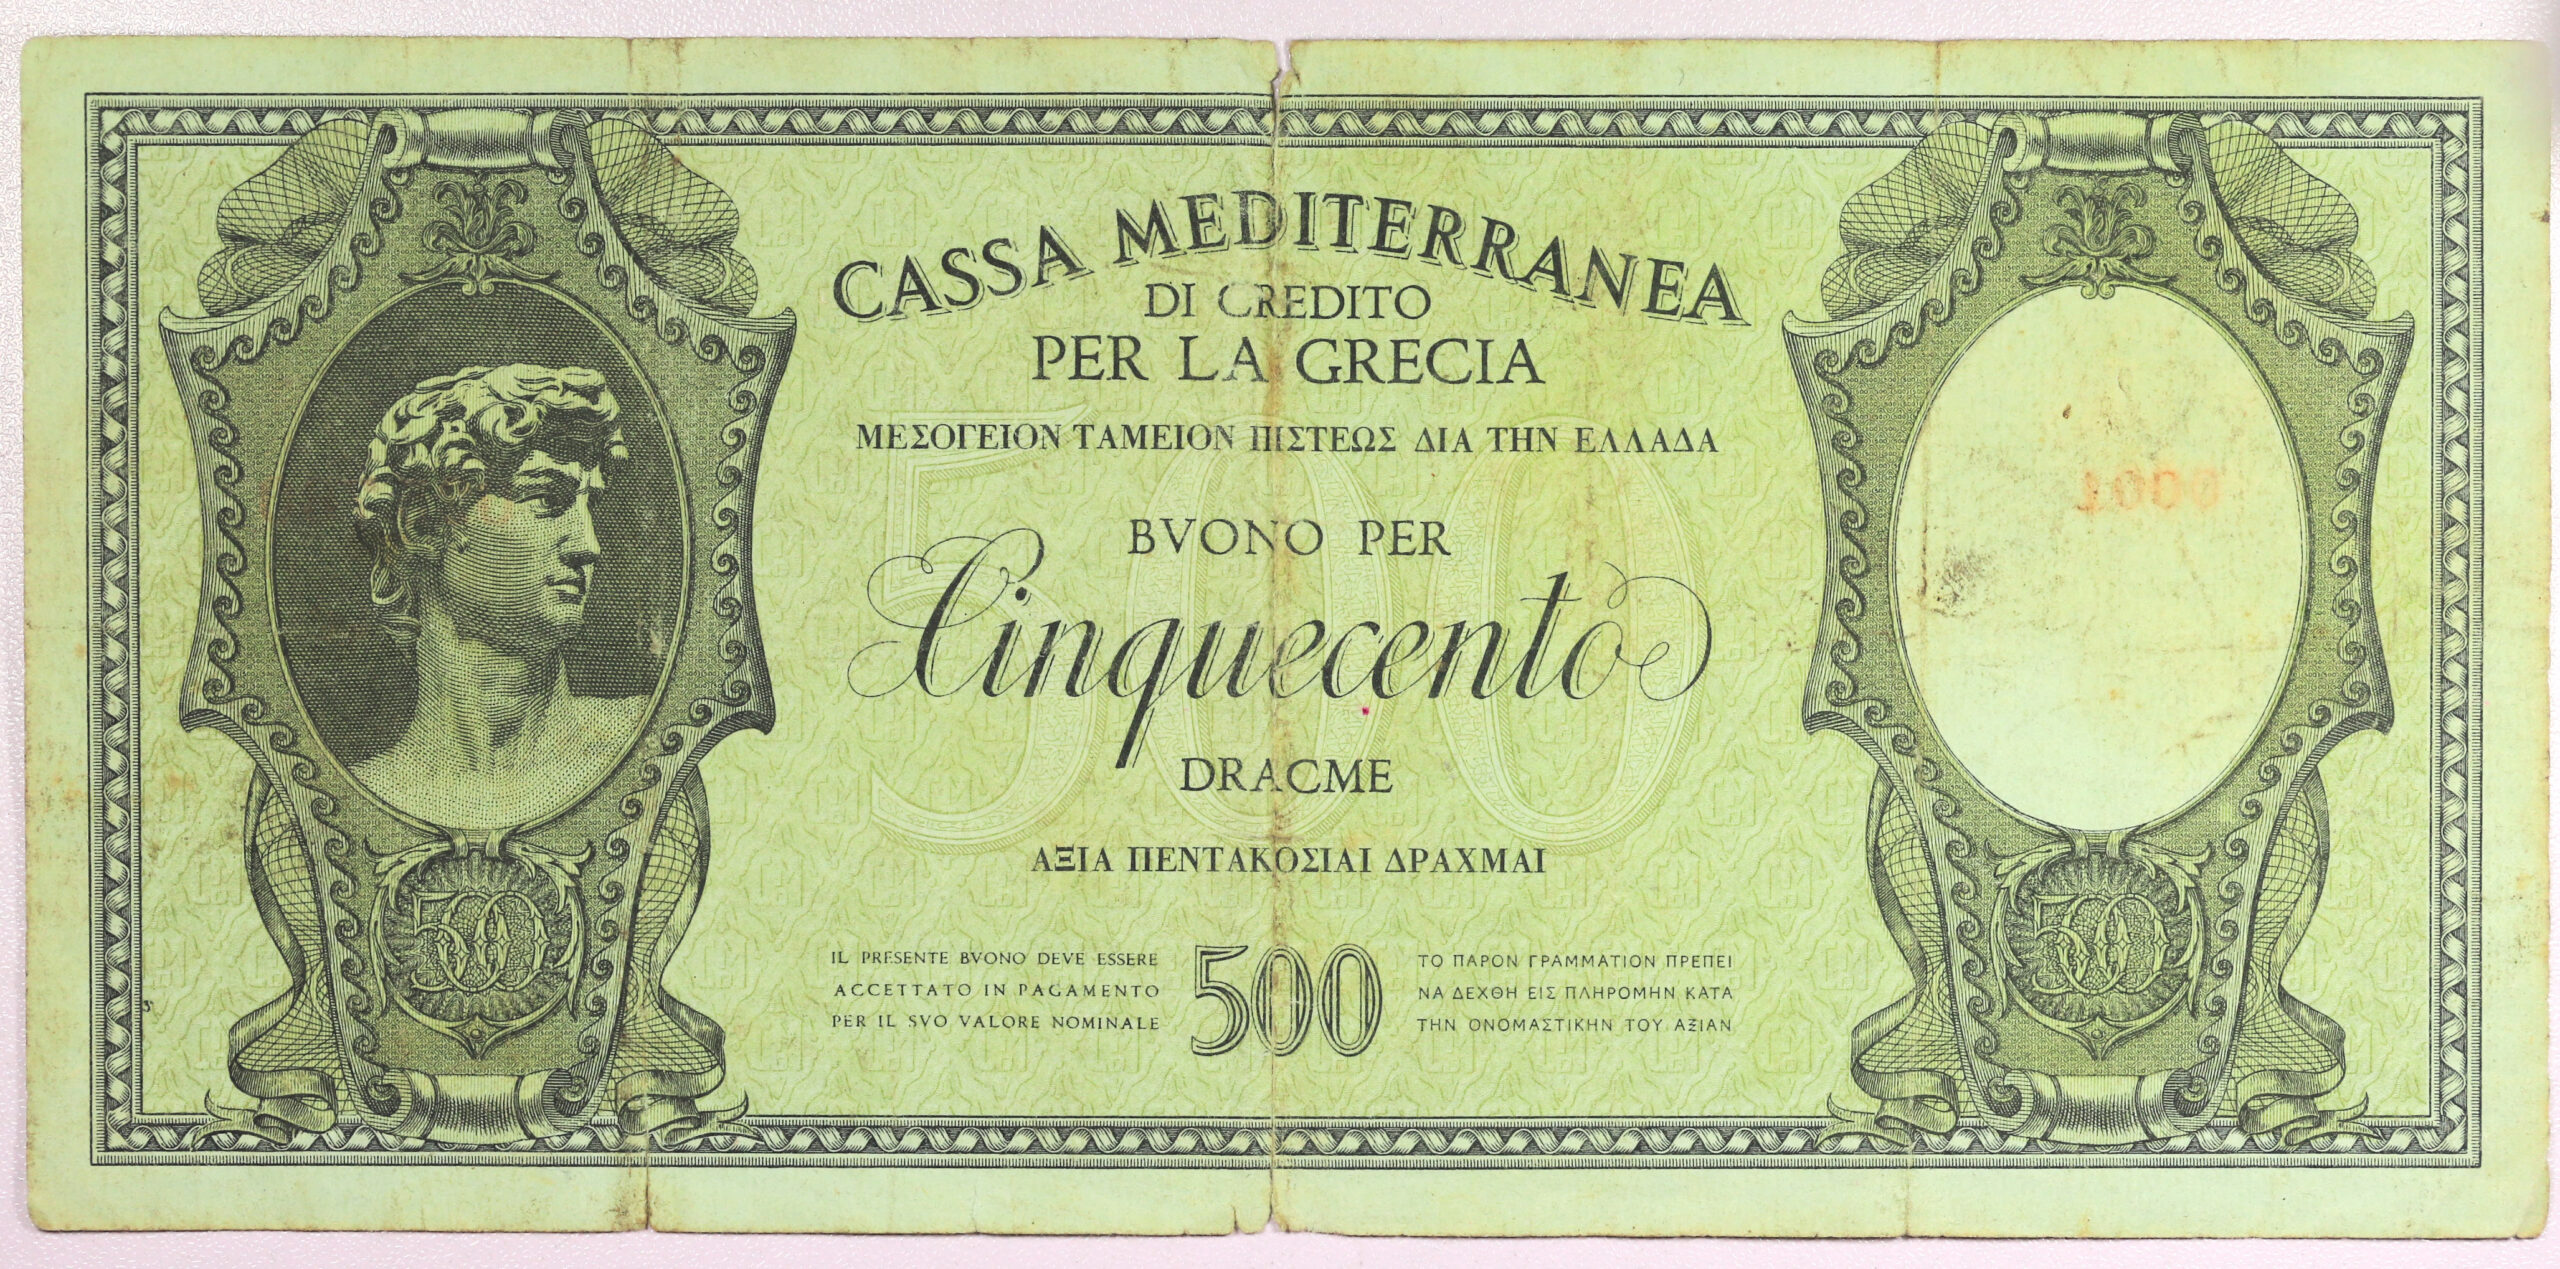 CASSA MEDITERRANEA
DI CREDITO
PER LA GRECIA
ΜΕΣΟΓΕΙΟΝ ΤΑΜΕΙΟΝ ΠΙΣΤΕΩΣ ΔΙΑ ΤΗΝ ΕΛΛΑΔΑ
BVONO PER
Cinquecento
DRACME
ΑΞΙΑ ΠΕΝΤΑΚΟΣΙΑΙ ΔΡΑΧΜΑΙ
IL PRESENTE BVONO DEVE ESSERE
ACCETTATO IN PAGAMENTO
PER IL SVO VALORE NOMINALE
500
ΤΟ ΠΑΡΟΝ ΓΡΑΜΜΑΤΙΟΝ ΠΡΕΠΕΙ
ΝΑ ΔΕΧΘΗ ΕΙΣ ΠΛΗΡΟΜΗΝ ΚΑΤΑ
ΤΗΝ ΟΝΟΜΑΣΤΙΚΗΝ ΤΟΥ ΑΞΙΑΝ
500
500
500